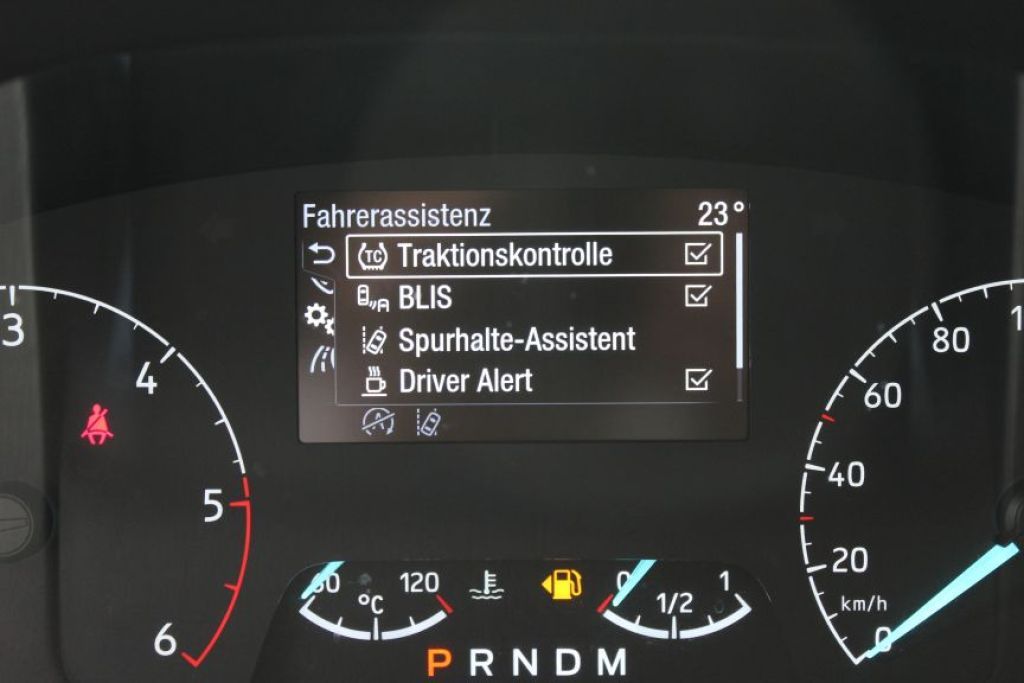 Fahrerassistenz 23°
TC Traktionskontrolle
BLIS
Spurhalte-Assistent
Driver Alert
3
4
5
6
80
60
40
20
km/h
0
60 120
°C
0 1/2 1
P R N D M